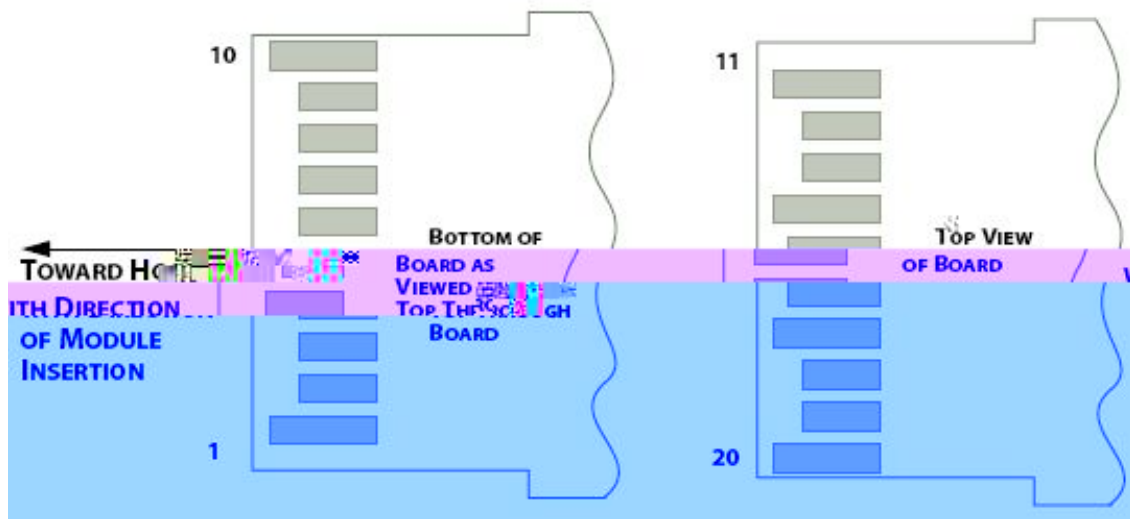 10
11
BOTTOM OF
BOARD AS
VIEWED
BOARD
TOP VIEW
OF BOARD
TOWARD
ITH DIRECTION
OF MODULE
INSERTION
1
20